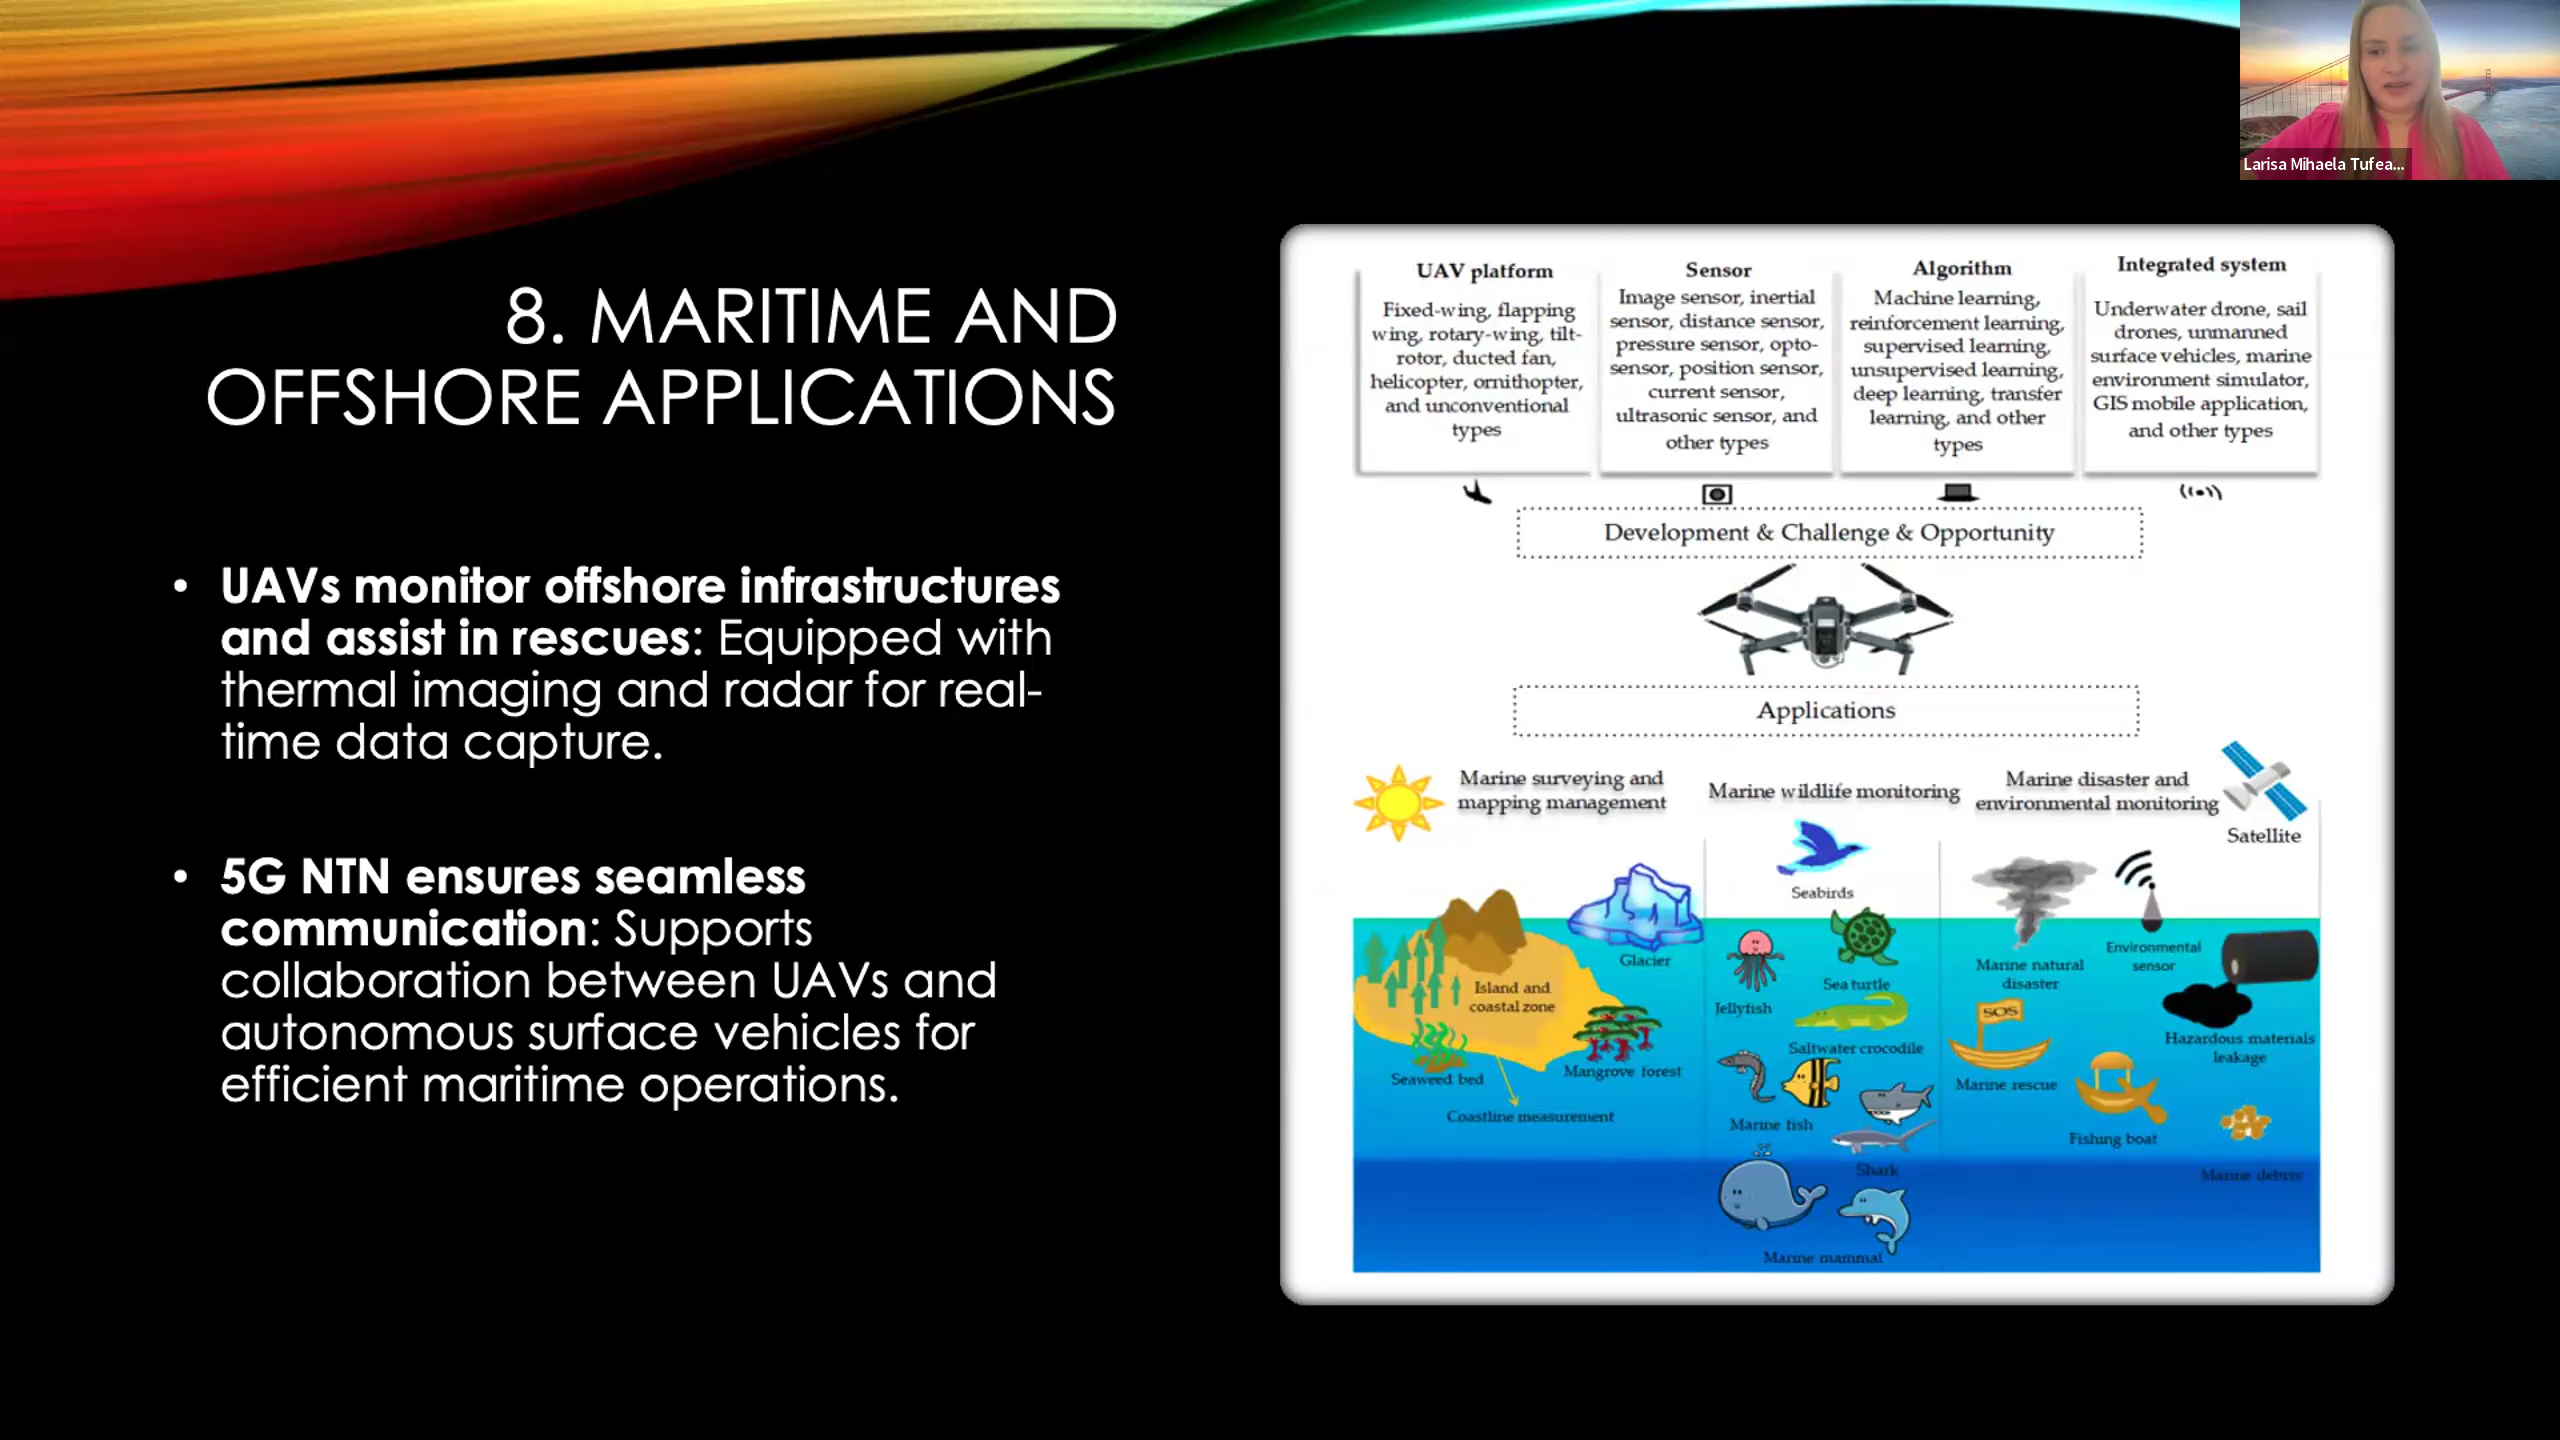 Larisa Mihaela Tufea...
8. MARITIME AND
OFFSHORE APPLICATIONS
• UAVs monitor offshore infrastructures
and assist in rescues: Equipped with
thermal imaging and radar for real-
time data capture.
• 5G NTN ensures seamless
communication: Supports
collaboration between UAVs and
autonomous surface vehicles for
efficient maritime operations.
UAV platform
Fixed-wing, flapping
wing, rotary-wing, tilt-
rotor, ducted fan,
helicopter, ornithopter,
and unconventional
types
Sensor
Image sensor, inertial
sensor, distance sensor,
pressure sensor, opto-
sensor, position sensor,
current sensor,
ultrasonic sensor, and
other types
Algorithm
Machine learning,
reinforcement learning,
supervised learning,
unsupervised learning,
deep learning, transfer
learning, and other
types
Integrated system
Underwater drone, sail
drones, unmanned
surface vehicles, marine
environment simulator,
GIS mobile application,
and other types
Development & Challenge & Opportunity
Applications
Marine surveying and
mapping management
Marine wildlife monitoring
Marine disaster and
environmental monitoring
Satellite
Glacier
Island and
coastal zone
Seaweed bed
Mangrove forest
Coastline measurement
Seabirds
Jellyfish
Sea turtle
Saltwater crocodile
Marine fish
Shark
Marine mammal
Marine natural
disaster
Environmental
sensor
SOS
Marine rescue
Hazardous materials
leakage
Fishing boat
Marine debris